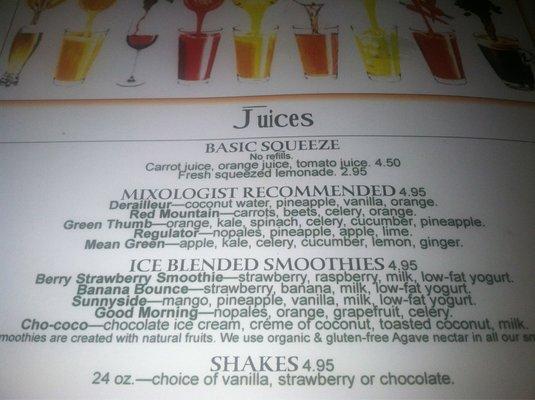 Juices
BASIC SQUEEZE
No refills.
Carrot juice, orange juice, tomato juice. 4.50
Fresh squeezed lemonade. 2.95
MIXOLOGIST RECOMMENDED 4.95
Derailleur—coconut water, pineapple, vanilla, orange.
Red Mountain—carrots, beets, celery, orange.
Green Thumb—orange, kale, spinach, celery, cucumber, pineapple.
Regulator—nopales, pineapple, apple, lime.
Mean Green—apple, kale, celery, cucumber, lemon, ginger.
ICE BLENDED SMOOTHIES 4.95
Berry Strawberry Smoothie—strawberry, raspberry, milk, low-fat yogurt.
Banana Bounce—strawberry, banana, milk, low-fat yogurt.
Sunnyside—mango, pineapple, vanilla, milk, low-fat yogurt.
Good Morning—nopales, orange, grapefruit, celery.
Cho-coco—chocolate ice cream, crème of coconut, toasted coconut, milk.
moothies are created with natural fruits. We use organic & gluten-free Agave nectar in all our sm
SHAKES 4.95
24 oz.—choice of vanilla, strawberry or chocolate.